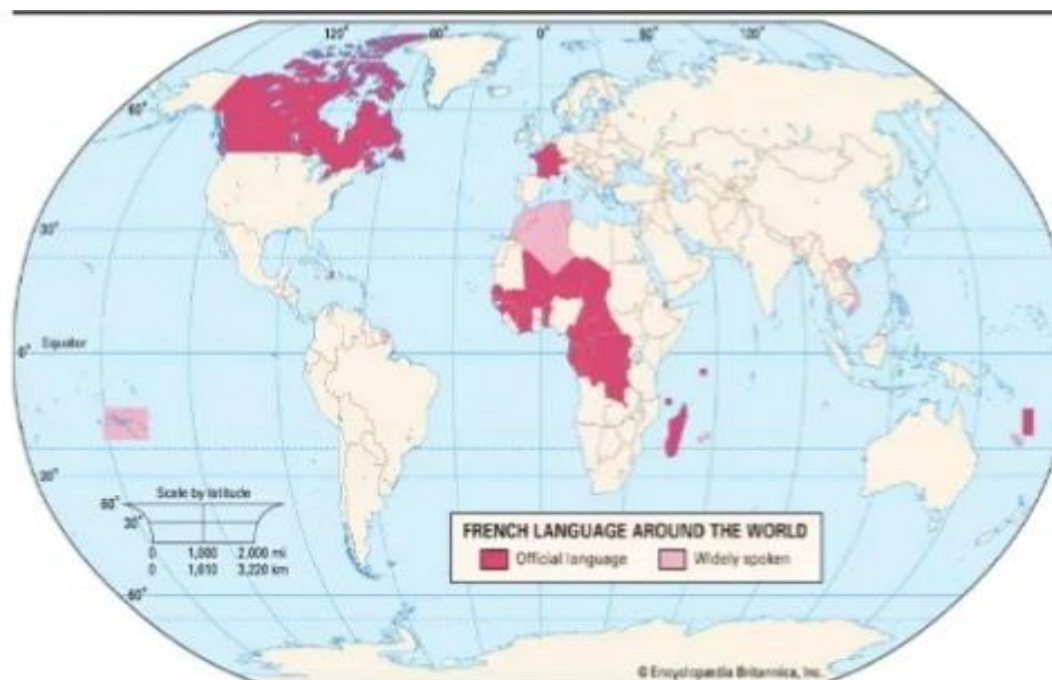 120° 60° 0° 60° 120°
60°
30°
Equator
0°
30°
Scale by latitude
60°
30°
0 1,000 2,000 mi
0 1,610 3,220 km
60°
FRENCH LANGUAGE AROUND THE WORLD
Official language Widely spoken
© Encyclopædia Britannica, Inc.